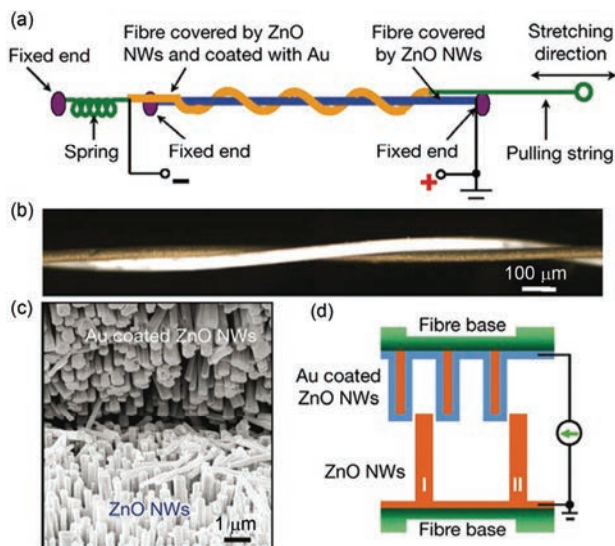 (a)
Fixed end
Fibre covered by ZnO
NWs and coated with Au
Fibre covered
by ZnO NWs
Stretching
direction
Spring
Fixed end
Fixed end
Pulling string
−
+
(b)
100 μm
(c)
Au coated ZnO NWs
ZnO NWs
1 μm
(d)
Fibre base
Au coated
ZnO NWs
ZnO NWs
I
II
Fibre base